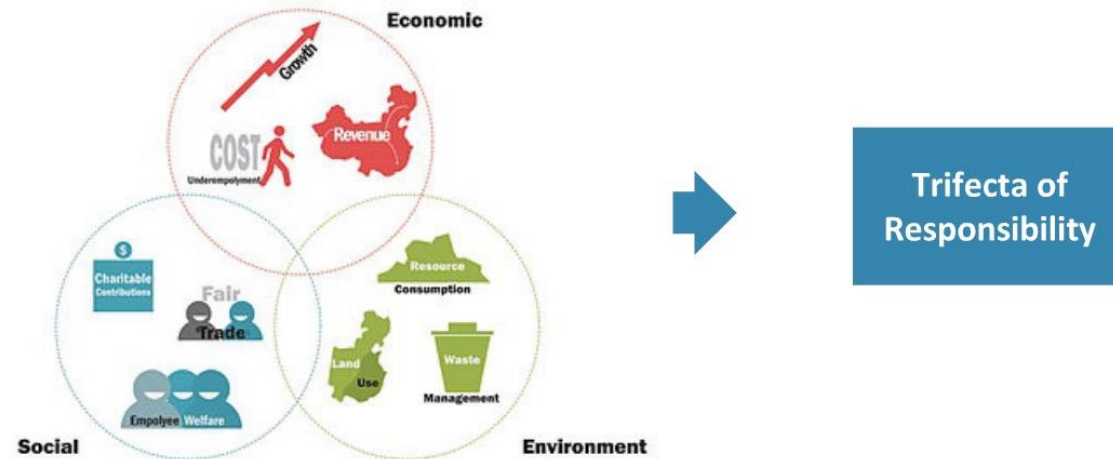 Economic
Growth
Revenue
COST
Underempolyment
$
Charitable
Contributions
Fair
Trade
Empolyee Welfare
Social
Resource
Consumption
Land
Use
Waste
Management
Environment
Trifecta of
Responsibility